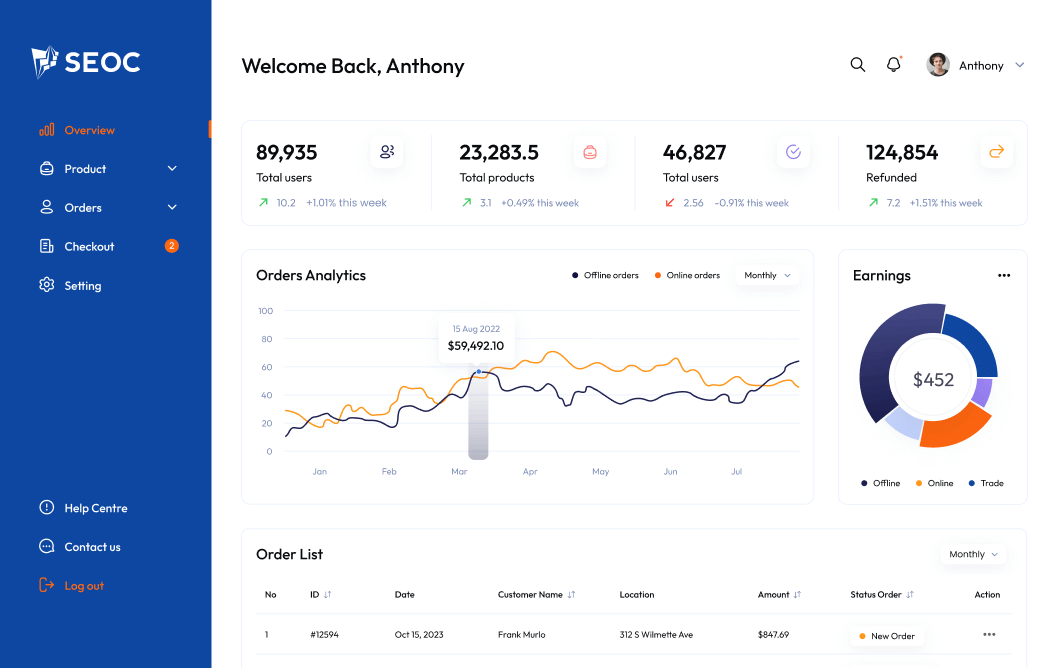 SEOC
Overview
Product
Orders
Checkout 2
Setting
Help Centre
Contact us
Log out
Welcome Back, Anthony
Anthony
89,935
Total users
10.2 +1.01% this week
23,283.5
Total products
3.1 +0.49% this week
46,827
Total users
2.56 -0.91% this week
124,854
Refunded
7.2 +1.51% this week
Orders Analytics
Offline orders Online orders Monthly
100
80
60
40
20
0
15 Aug 2022
$59,492.10
Jan Feb Mar Apr May Jun Jul
Earnings
$452
Offline Online Trade
Order List Monthly
No ID Date Customer Name Location Amount Status Order Action
1 #12594 Oct 15, 2023 Frank Murlo 312 S Wilmette Ave $847.69 New Order